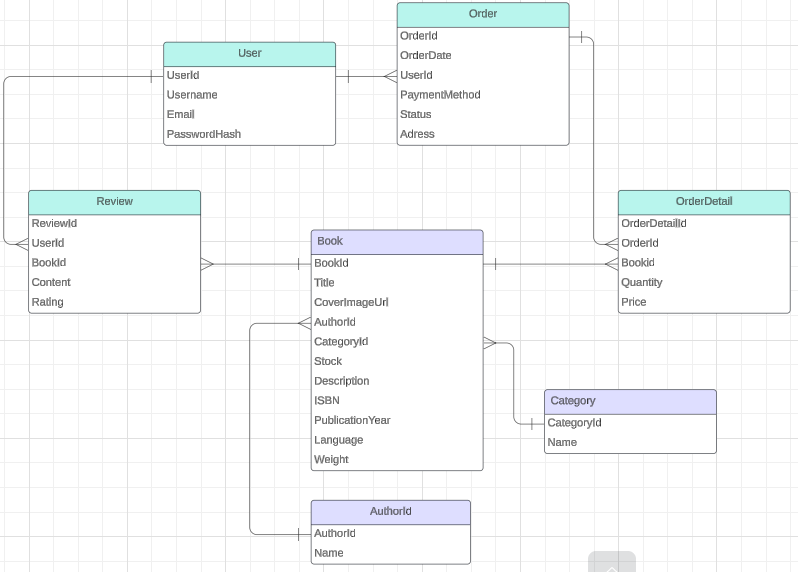 Order
OrderId
OrderDate
UserId
PaymentMethod
Status
Adress
User
UserId
Username
Email
PasswordHash
Review
ReviewId
UserId
BookId
Content
Rating
OrderDetail
OrderDetailId
OrderId
Bookid
Quantity
Price
Book
BookId
Title
CoverImageUrl
AuthorId
CategoryId
Stock
Description
ISBN
PublicationYear
Language
Weight
Category
CategoryId
Name
AuthorId
AuthorId
Name